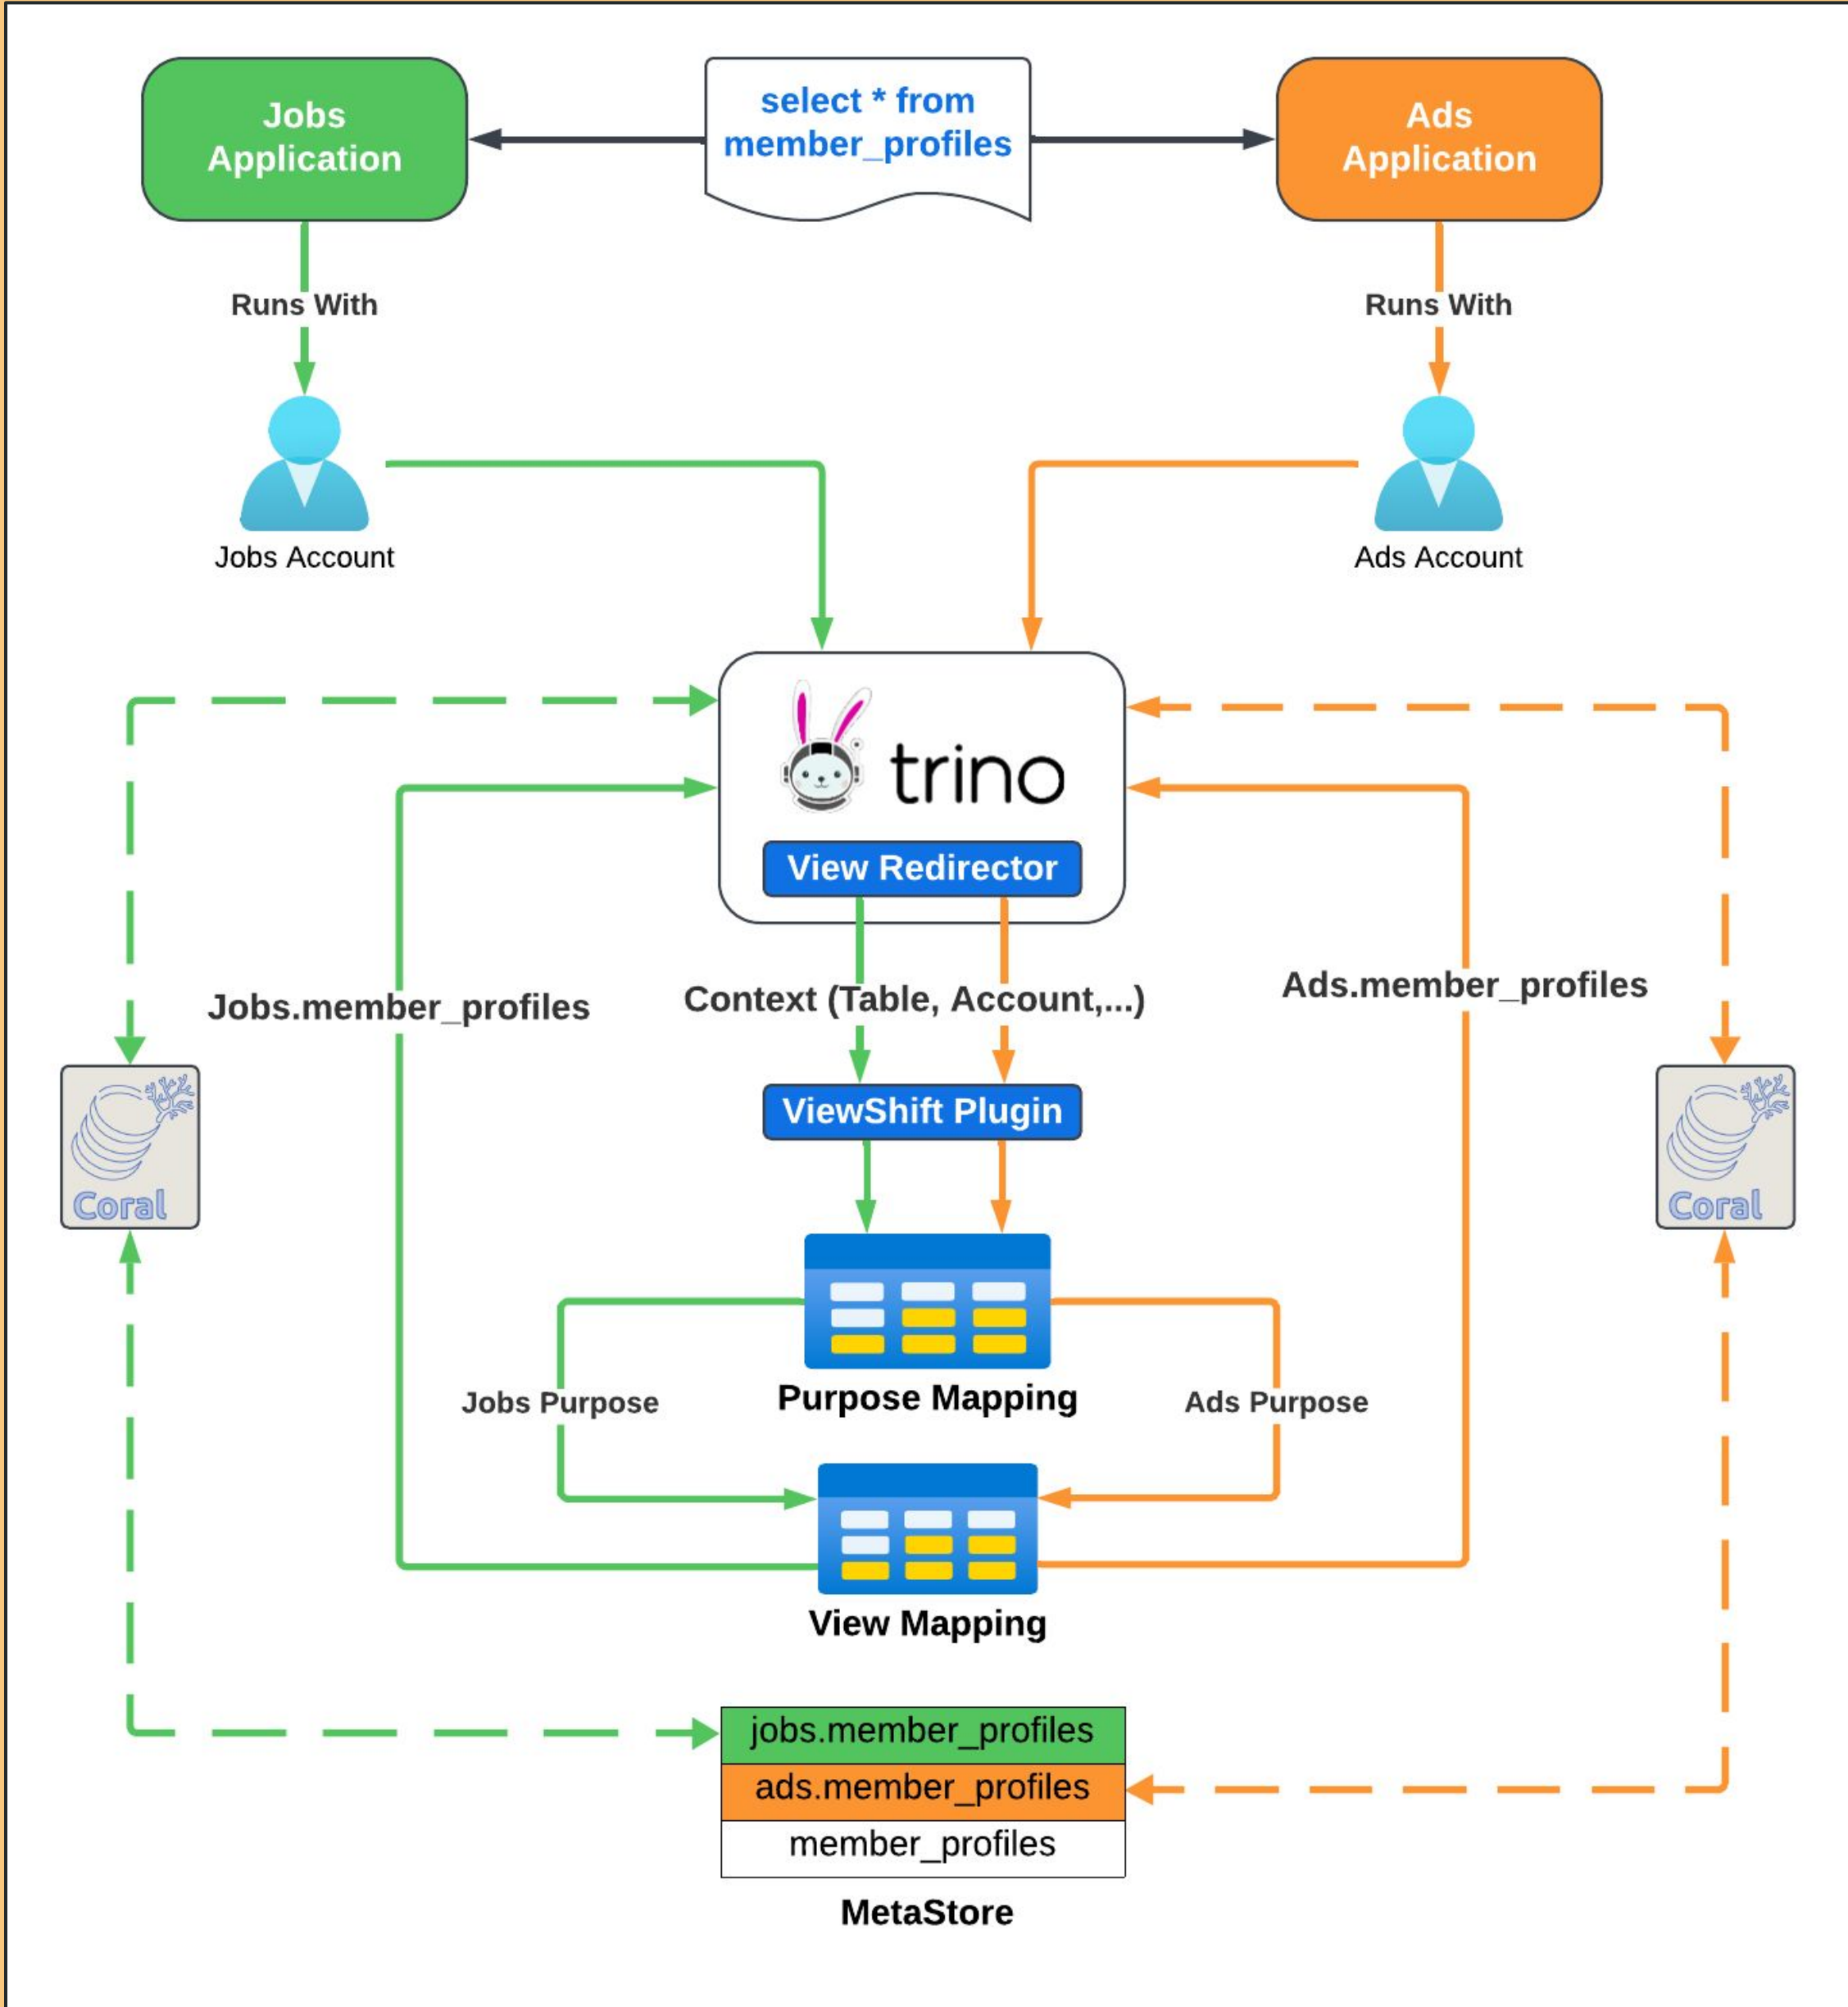 Jobs
Application
select * from
member_profiles
Ads
Application
Runs With
Runs With
Jobs Account
Ads Account
trino
View Redirector
Jobs.member_profiles
Context (Table, Account,...)
Ads.member_profiles
Coral
ViewShift Plugin
Coral
Jobs Purpose
Purpose Mapping
Ads Purpose
View Mapping
jobs.member_profiles
ads.member_profiles
member_profiles
MetaStore